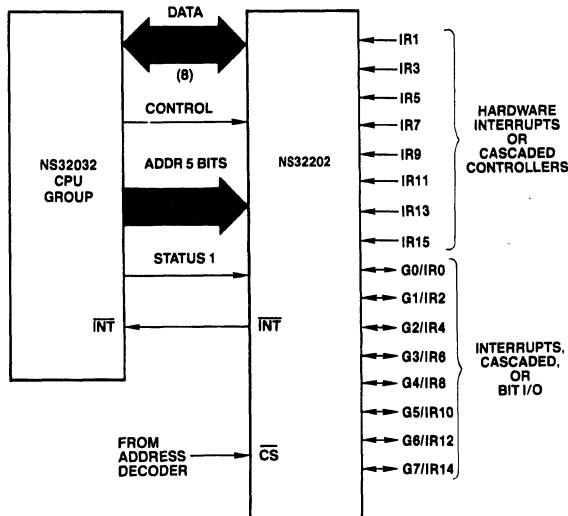 DATA
(8)
CONTROL
ADDR 5 BITS
STATUS 1
NS32032
CPU
GROUP
INT
NS32202
INT
FROM
ADDRESS
DECODER
CS
IR1
IR3
IR5
IR7
IR9
IR11
IR13
IR15
HARDWARE
INTERRUPTS
OR
CASCADED
CONTROLLERS
G0/IR0
G1/IR2
G2/IR4
G3/IR6
G4/IR8
G5/IR10
G6/IR12
G7/IR14
INTERRUPTS,
CASCADED,
OR
BIT I/O